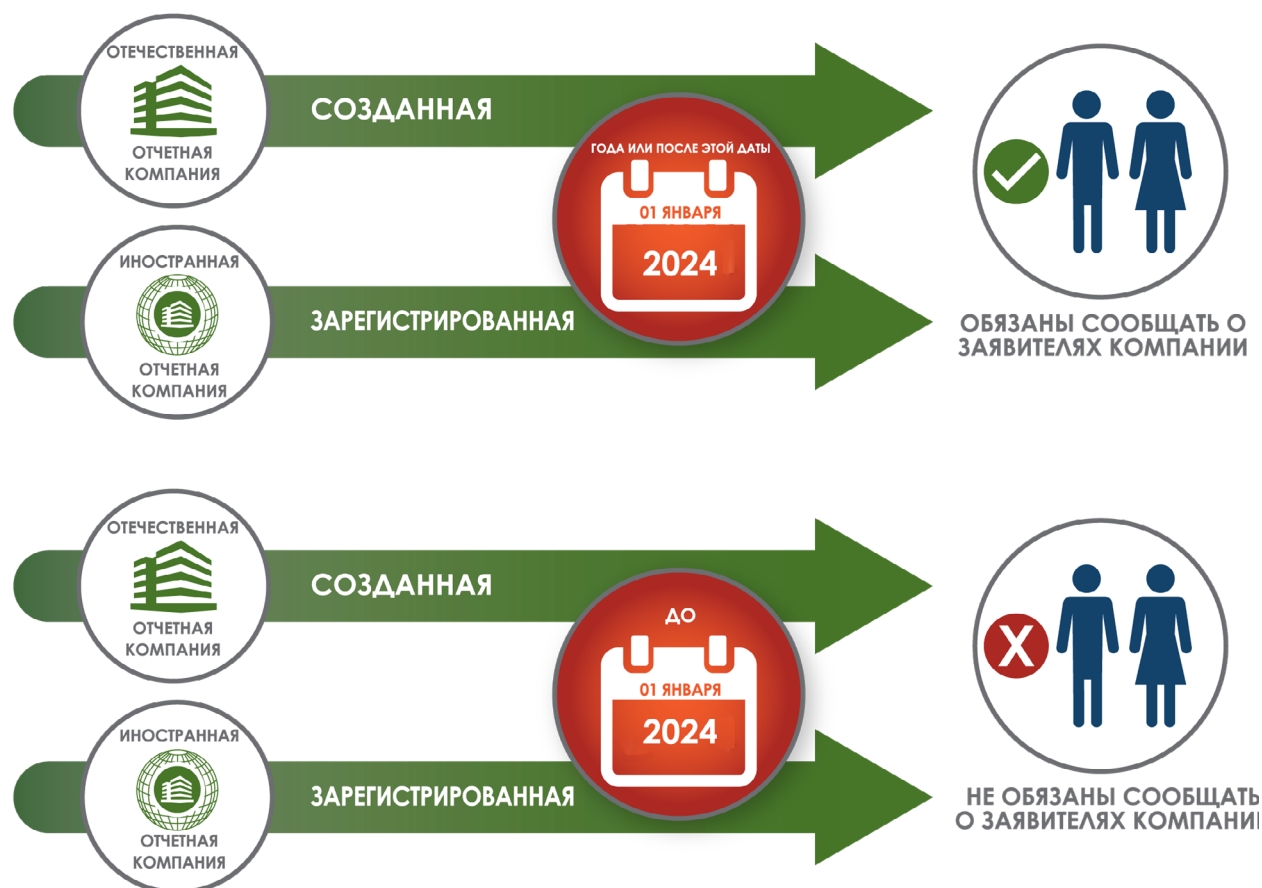 ОТЕЧЕСТВЕННАЯ
ОТЧЕТНАЯ
КОМПАНИЯ
СОЗДАННАЯ
ГОДА ИЛИ ПОСЛЕ ЭТОЙ ДАТЫ
01 ЯНВАРЯ
2024
ИНОСТРАННАЯ
ОТЧЕТНАЯ
КОМПАНИЯ
ЗАРЕГИСТРИРОВАННАЯ
ОБЯЗАНЫ СООБЩАТЬ О
ЗАЯВИТЕЛЯХ КОМПАНИИ
ОТЕЧЕСТВЕННАЯ
ОТЧЕТНАЯ
КОМПАНИЯ
СОЗДАННАЯ
ДО
01 ЯНВАРЯ
2024
ИНОСТРАННАЯ
ОТЧЕТНАЯ
КОМПАНИЯ
ЗАРЕГИСТРИРОВАННАЯ
X
НЕ ОБЯЗАНЫ СООБЩАТЬ
О ЗАЯВИТЕЛЯХ КОМПАНИИ